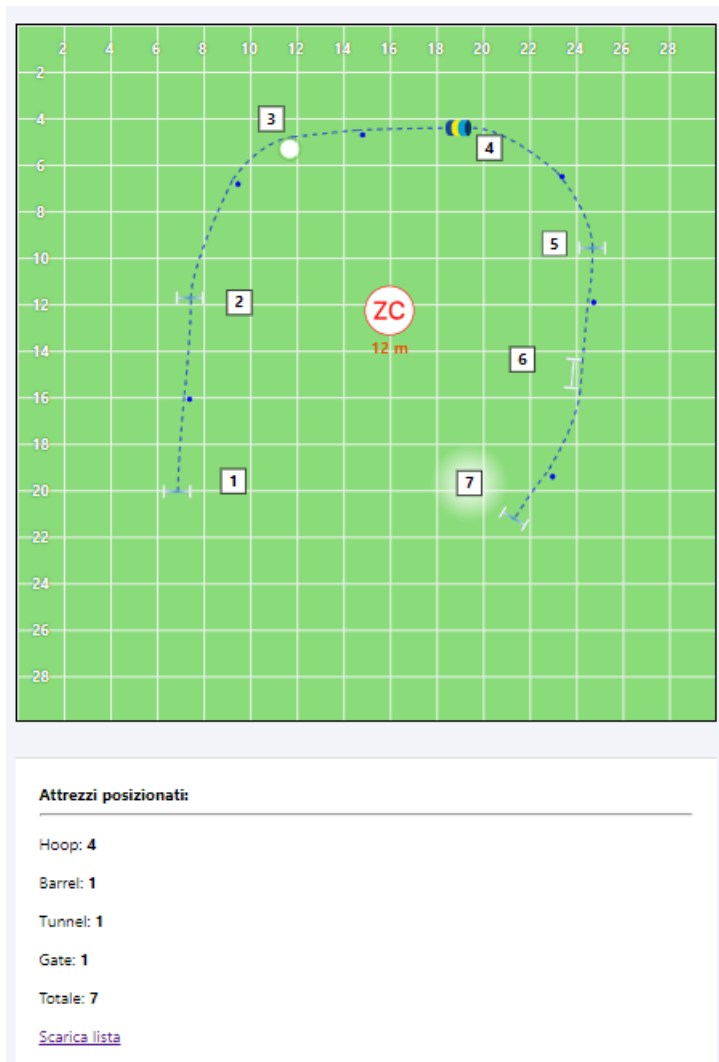 2 4 6 8 10 12 14 16 18 20 22 24 26 28
2
4
6
8
10
12
14
16
18
20
22
24
26
28
3
4
5
2
ZC
12 m
6
1
7
Attrezzi posizionati:
Hoop: 4
Barrel: 1
Tunnel: 1
Gate: 1
Totale: 7
Scarica lista